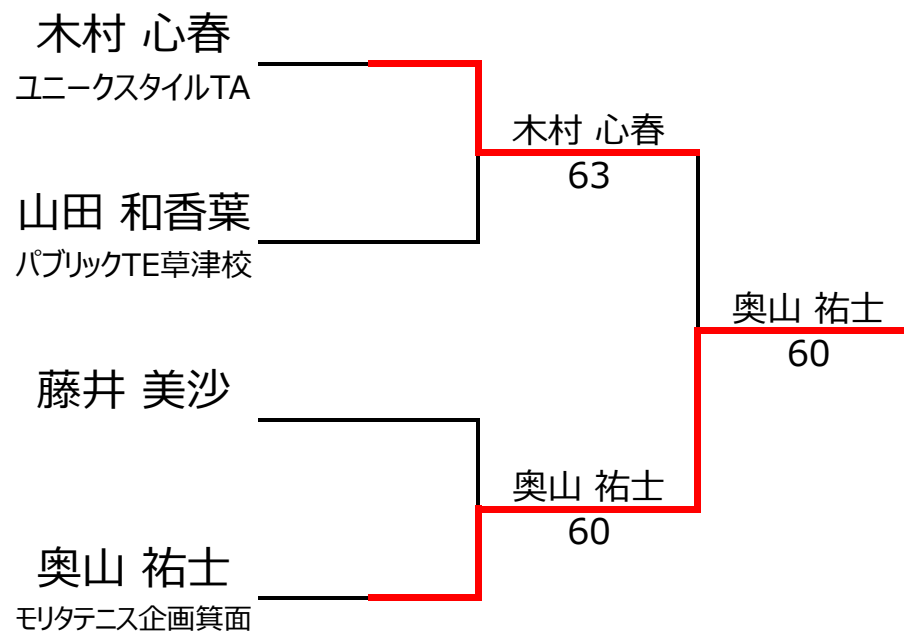 木村 心春
ユニークスタイルTA
木村 心春
63
山田 和香葉
パブリックTE草津校
奥山 祐士
60
藤井 美沙
奥山 祐士
60
奥山 祐士
モリタテニス企画箕面